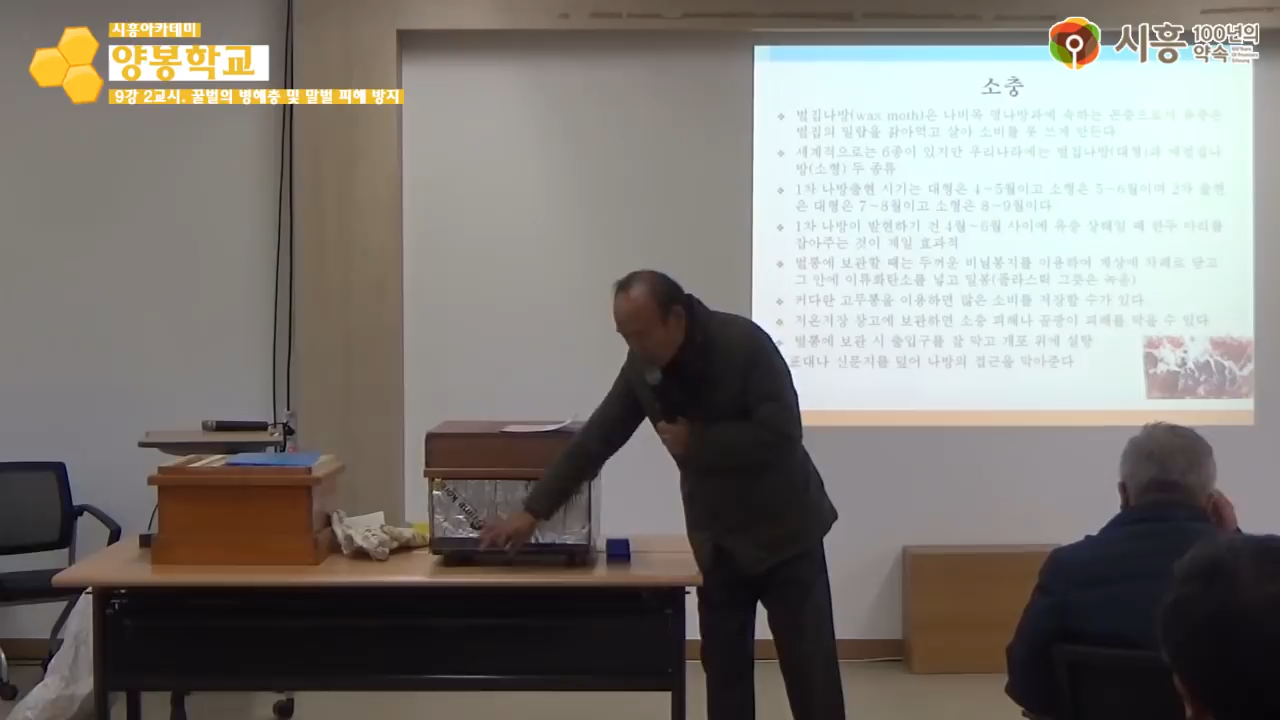 시흥아카데미
양봉학교
9강 2교시. 꿀벌의 병해충 및 말벌 피해 방지
시흥 100년의 약속
소충
벌집나방(wax moth)은 나비목 명나방과에 속하는 곤충으로서 유충은
벌집의 밀랍을 갉아먹고 살아 소비를 못 쓰게 만든다
세계적으로는 6종이 있지만 우리나라에는 벌집나방(대형)과 애벌집나
방(소형) 두 종류
1차 나방출현 시기는 대형은 4~5월이고 소형은 5~6월이며 2차 출현
은 대형은 7~8월이고 소형은 8~9월이다
1차 나방이 발현하기 전 4월~6월 사이에 유충 상태일 때 한두 마리를
잡아주는 것이 제일 효과적
벌통에 보관할 때는 두꺼운 비닐봉지를 이용하여 계상에 차례로 담고
그 안에 이류화탄소를 넣고 밀봉(플라스틱 그릇은 녹음)
커다란 고무통을 이용하면 많은 소비를 저장할 수가 있다
저온저장 창고에 보관하면 소충 피해나 곰팡이 피해를 막을 수 있다
벌통에 보관 시 출입구를 잘 막고 개포 위에 설탕
포대나 신문지를 덮어 나방의 접근을 막아준다